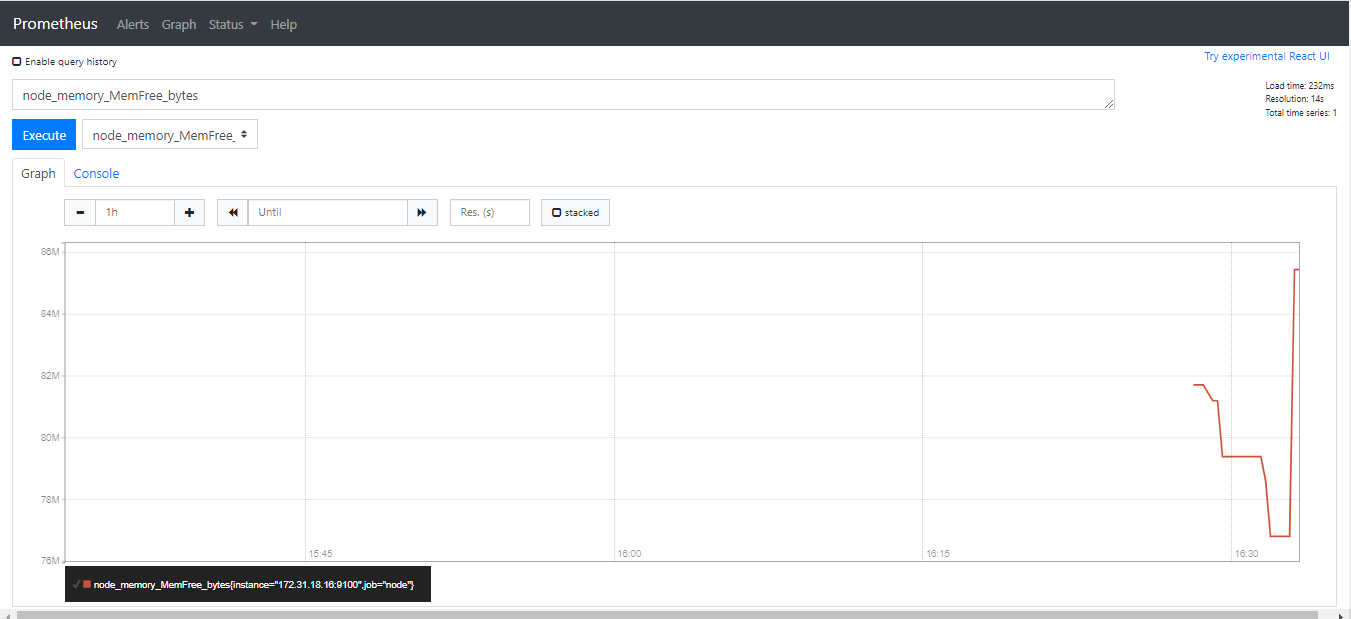 Prometheus Alerts Graph Status Help
Enable query history
Try experimental React UI
node_memory_MemFree_bytes
Load time: 232ms
Resolution: 14s
Total time series: 1
Execute node_memory_MemFree_
Graph Console
1h Until Res. (s) stacked
86M
84M
82M
80M
78M
76M
15:45 16:00 16:15 16:30
node_memory_MemFree_bytes{instance="172.31.18.16:9100",job="node"}